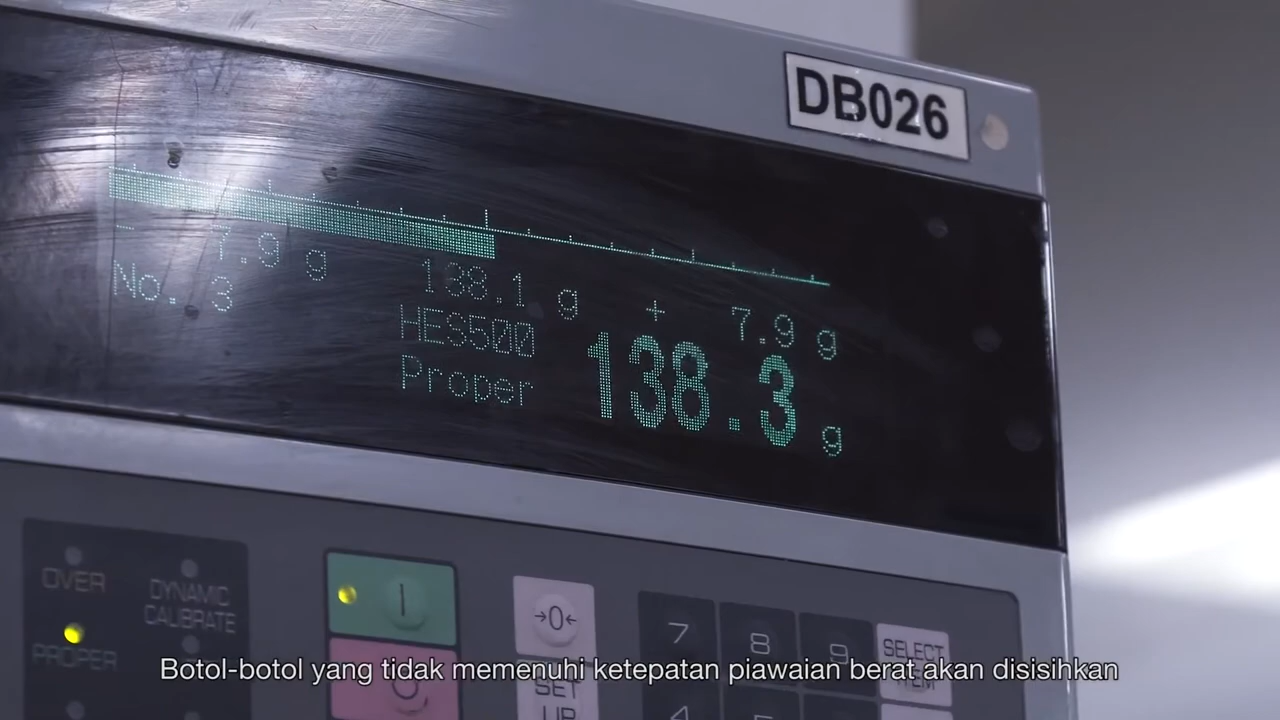 DB026
- 7.9 g 138.1 g + 7.9 g
No. 3
HES500
Proper 138.3 g
OVER
DYNAMIC
CALIBRATE
PROPER
→0←
7 8 9
SELECT
SET
UP
Botol-botol yang tidak memenuhi ketepatan piawaian berat akan disisihkan